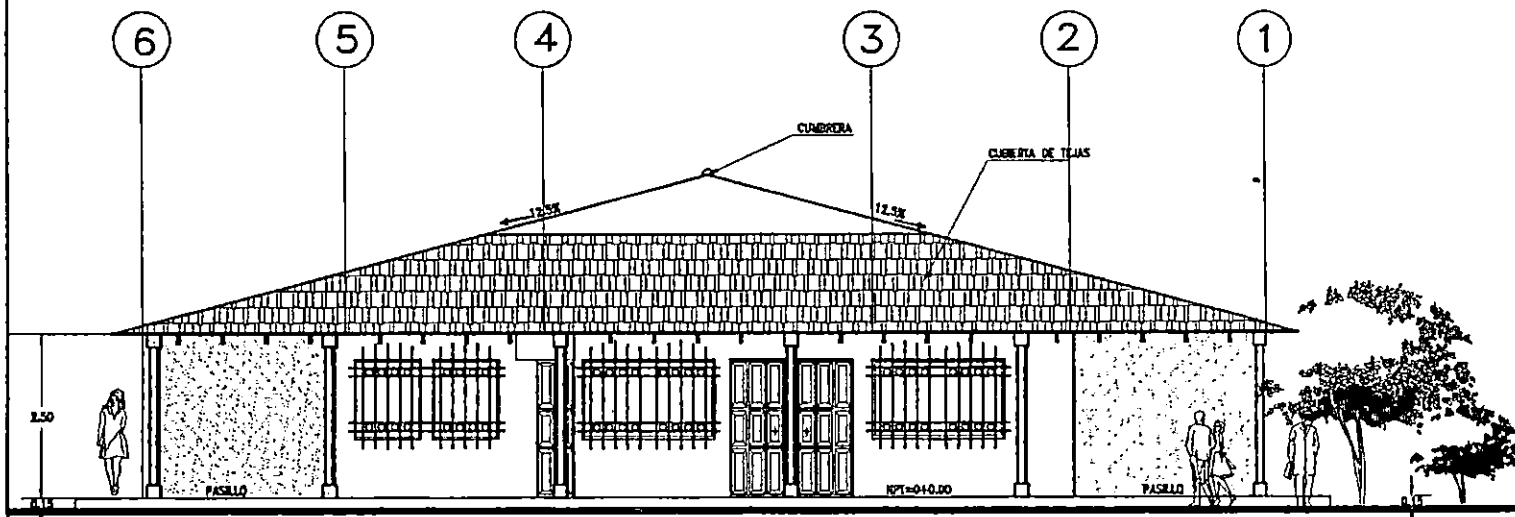 6 5 4 3 2 1
CUMBRERA
CUBIERTA DE TEJAS
12.5% 12.5%
2.50
PASILLO NPT=0+0.00 PASILLO
0.15 0.15